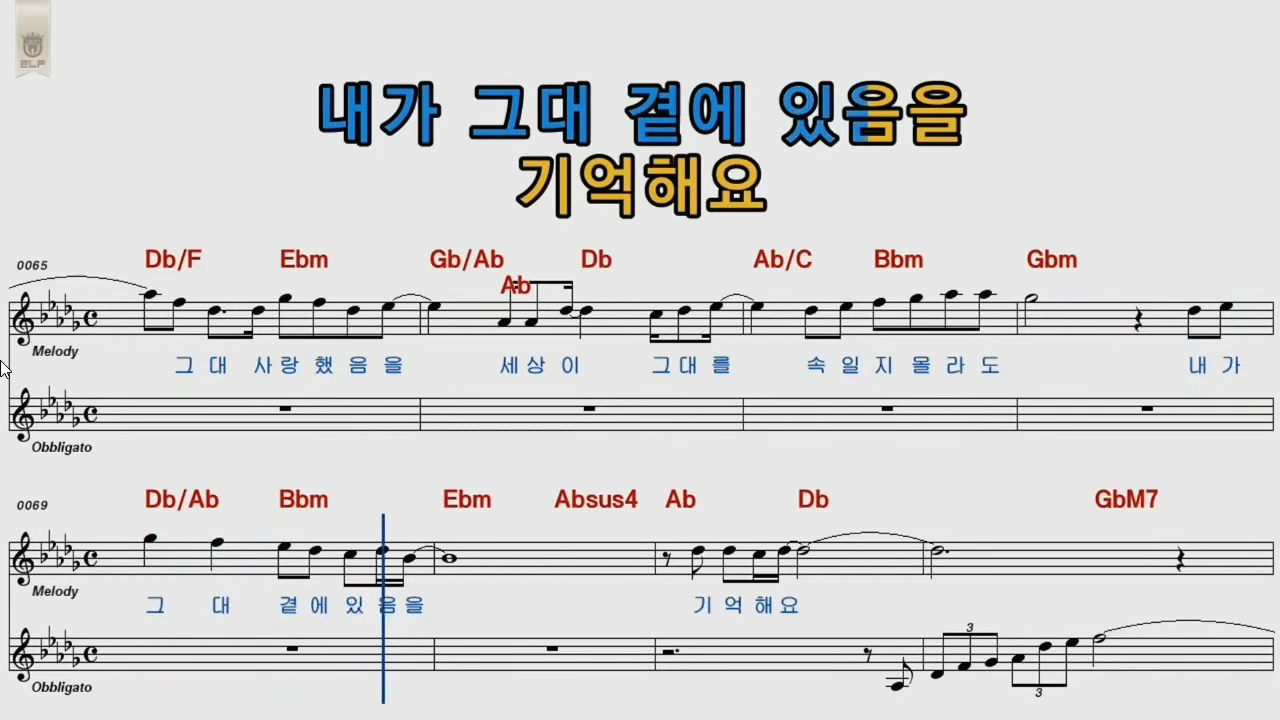 ELF
내가 그대 곁에 있음을
기억해요
0065
Db/F Ebm Gb/Ab Ab Db Ab/C Bbm Gbm
Melody
그 대 사 랑 했 음 을 세 상 이 그 대 를 속 일 지 몰 라 도 내 가
Obbligato
0069
Db/Ab Bbm Ebm Absus4 Ab Db GbM7
Melody
그 대 곁 에 있 음 을 기 억 해 요
3
Obbligato
3